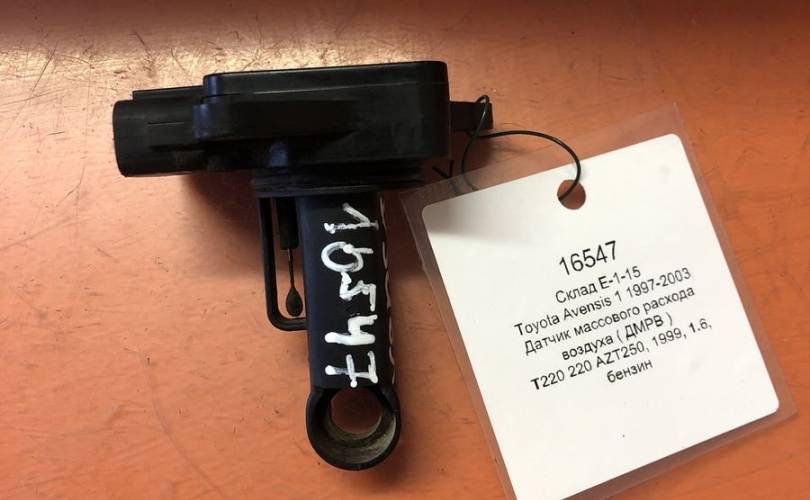 16547
16547
Склад Е-1-15
Toyota Avensis 1 1997-2003
Датчик массового расхода
воздуха ( ДМРВ )
T220 220 AZT250, 1999, 1.6,
бензин